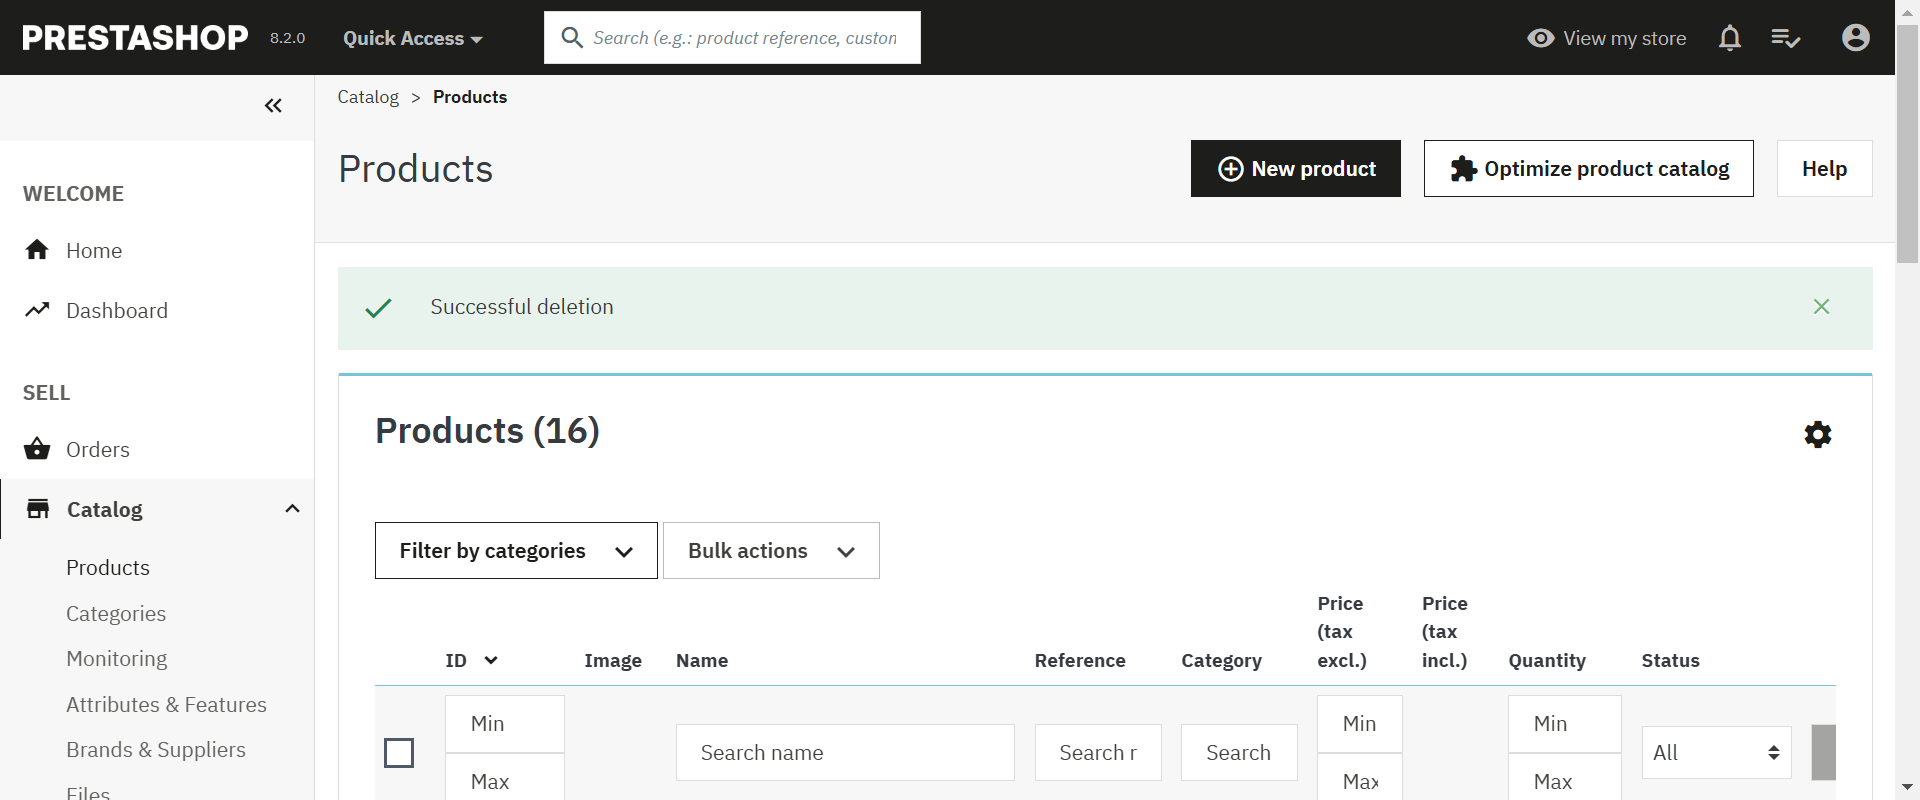 PRESTASHOP 8.2.0 Quick Access Search (e.g.: product reference, custon View my store
Catalog > Products
Products
New product Optimize product catalog Help
WELCOME
Home
Dashboard
SELL
Orders
Catalog
Products
Categories
Monitoring
Attributes & Features
Brands & Suppliers
Files
Successful deletion
Products (16)
Filter by categories Bulk actions
ID Image Name Reference Category Price (tax excl.) Price (tax incl.) Quantity Status
Min Search name Search r Search Min Min All
Max Max Max